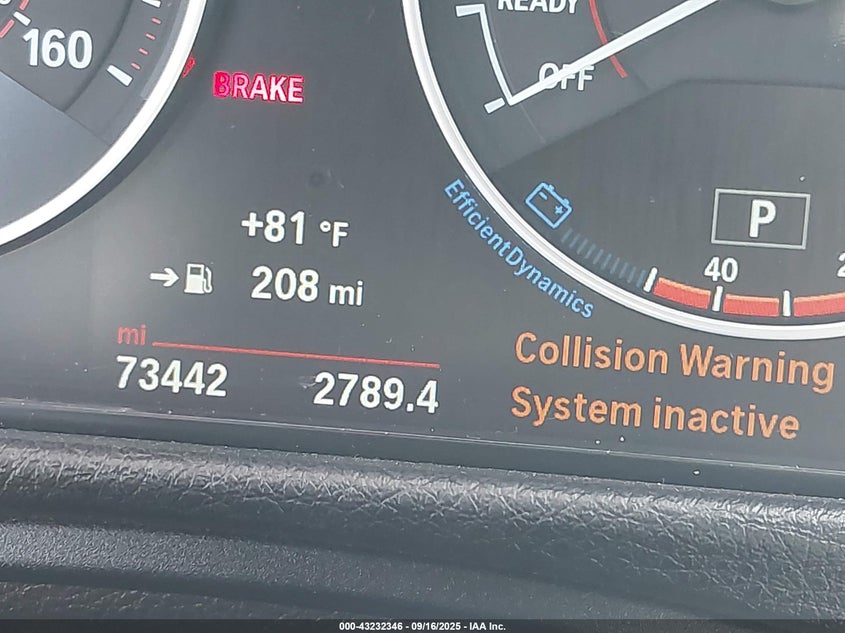 160
BRAKE
READY
OFF
+81 °F
208 mi
mi
73442
2789.4
EfficientDynamics
P
40
Collision Warning
System inactive
000-43232346 - 09/16/2025 - IAA Inc.